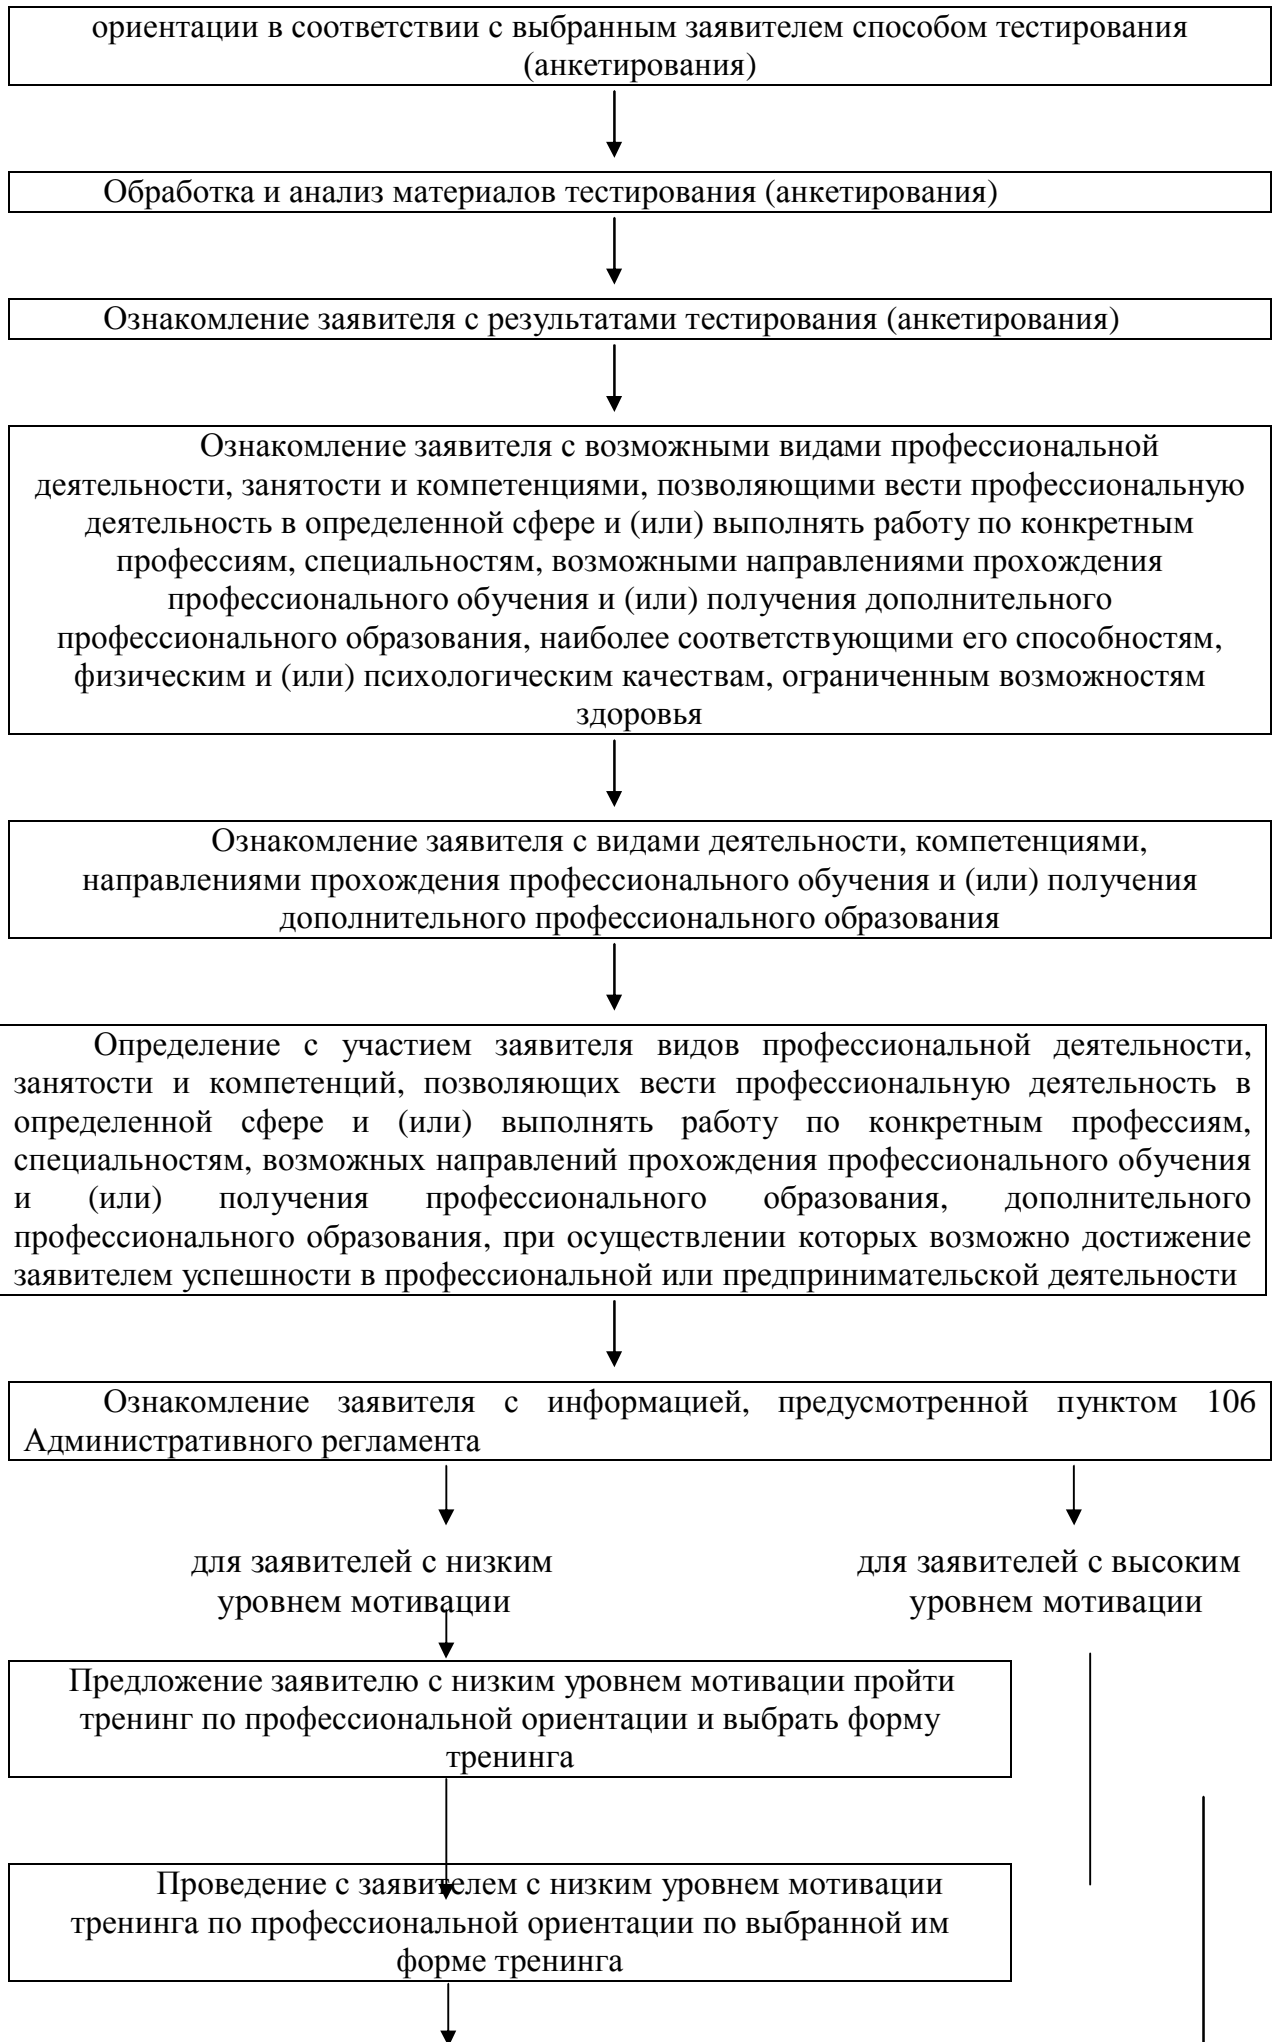 ориентации в соответствии с выбранным заявителем способом тестирования
(анкетирования)
Обработка и анализ материалов тестирования (анкетирования)
Ознакомление заявителя с результатами тестирования (анкетирования)
Ознакомление заявителя с возможными видами профессиональной
деятельности, занятости и компетенциями, позволяющими вести профессиональную
деятельность в определенной сфере и (или) выполнять работу по конкретным
профессиям, специальностям, возможными направлениями прохождения
профессионального обучения и (или) получения дополнительного
профессионального образования, наиболее соответствующими его способностям,
физическим и (или) психологическим качествам, ограниченным возможностям
здоровья
Ознакомление заявителя с видами деятельности, компетенциями,
направлениями прохождения профессионального обучения и (или) получения
дополнительного профессионального образования
Определение с участием заявителя видов профессиональной деятельности,
занятости и компетенций, позволяющих вести профессиональную деятельность в
определенной сфере и (или) выполнять работу по конкретным профессиям,
специальностям, возможных направлений прохождения профессионального обучения
и (или) получения профессионального образования, дополнительного
профессионального образования, при осуществлении которых возможно достижение
заявителем успешности в профессиональной или предпринимательской деятельности
Ознакомление заявителя с информацией, предусмотренной пунктом 106
Административного регламента
для заявителей с низким
уровнем мотивации
для заявителей с высоким
уровнем мотивации
Предложение заявителю с низким уровнем мотивации пройти
тренинг по профессиональной ориентации и выбрать форму
тренинга
Проведение с заявителем с низким уровнем мотивации
тренинга по профессиональной ориентации по выбранной им
форме тренинга